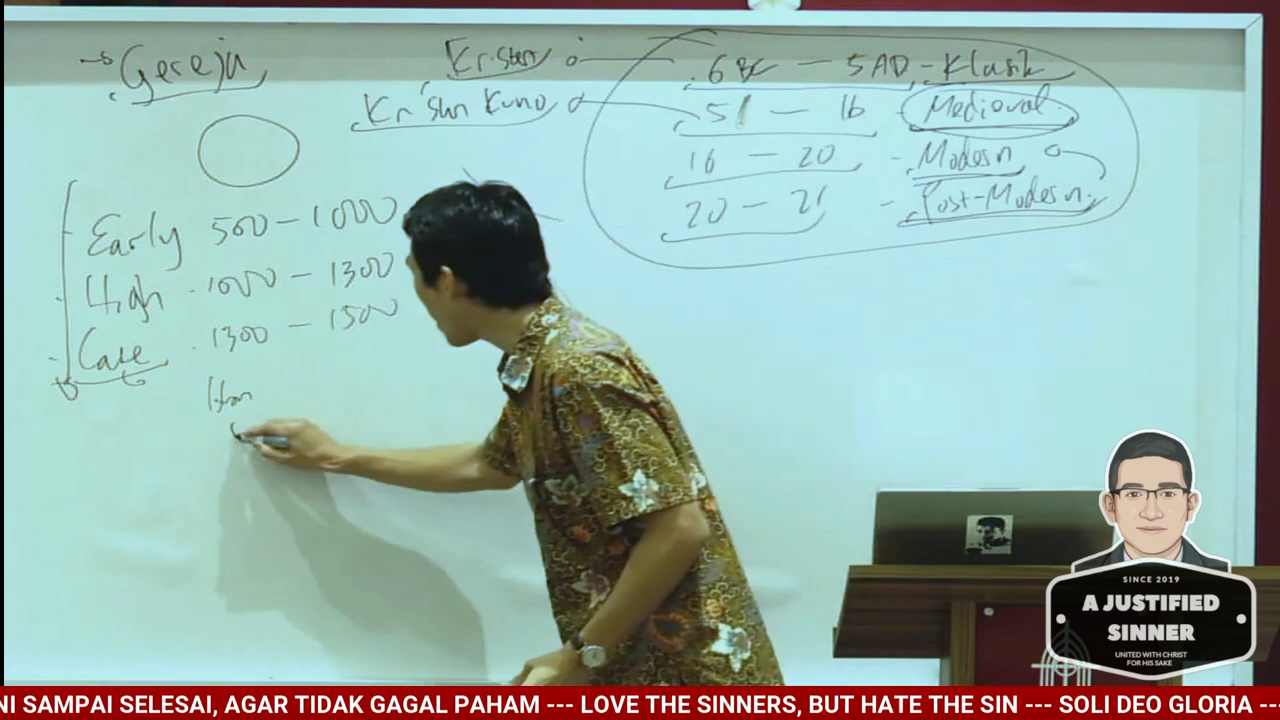 Gereja
Early 500 - 1000
High 1000 - 1300
Late 1300 - 1500
Islam
Kristen
Kristen Kuno
6 BC - 5 AD - Klasik
5 - 16 Medieval
16 - 20 - Modern
20 - 21 - Post-Modern
SINCE 2019
A JUSTIFIED
SINNER
UNITED WITH CHRIST
FOR HIS SAKE
NI SAMPAI SELESAI, AGAR TIDAK GAGAL PAHAM --- LOVE THE SINNERS, BUT HATE THE SIN --- SOLI DEO GLORIA --